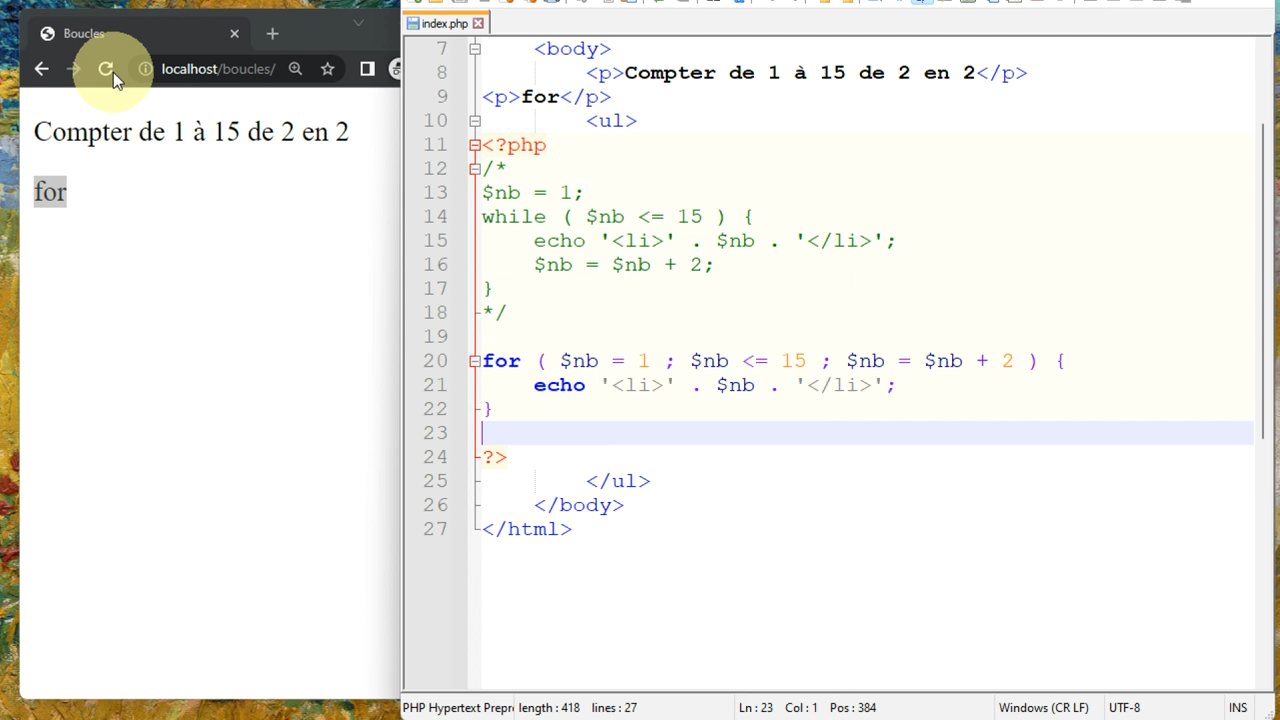 Boucles
localhost/boucles/
Compter de 1 à 15 de 2 en 2
for
index.php
7 <body>
8 <p>Compter de 1 à 15 de 2 en 2</p>
9 <p>for</p>
10 <ul>
11 <?php
12 /*
13 $nb = 1;
14 while ( $nb <= 15 ) {
15 echo '<li>' . $nb . '</li>';
16 $nb = $nb + 2;
17 }
18 */
19
20 for ( $nb = 1 ; $nb <= 15 ; $nb = $nb + 2 ) {
21 echo '<li>' . $nb . '</li>';
22 }
23
24 ?>
25 </ul>
26 </body>
27 </html>
PHP Hypertext Prepr length : 418 lines : 27 Ln : 23 Col : 1 Pos : 384 Windows (CR LF) UTF-8 INS